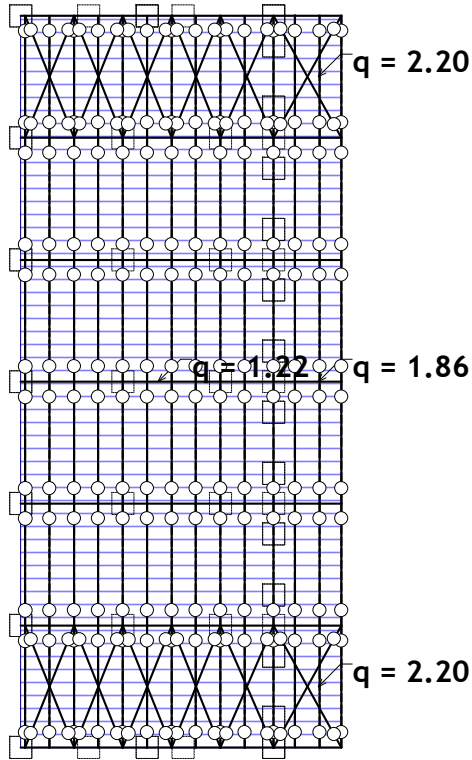 q = 2.20
q = 1.22
q = 1.86
q = 2.20